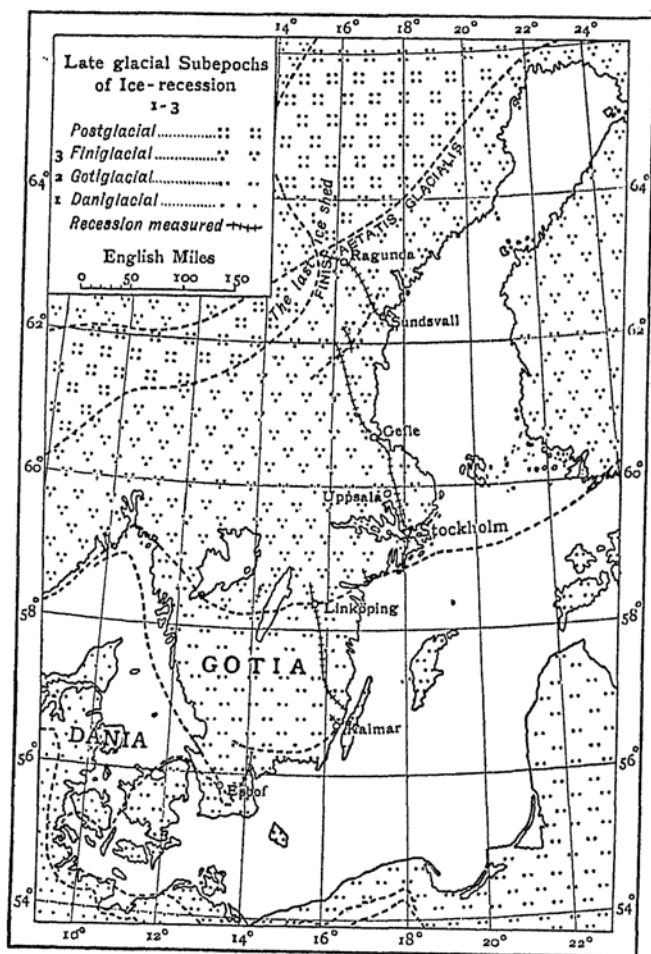 14° 16° 18° 20° 22° 24°
Late glacial Subepochs
of Ice-recession
1-3
Postglacial
3 Finiglacial
2 Gotiglacial
1 Daniglacial
Recession measured
English Miles
0 50 100 150
64° 64°
The last ice shed
FINIS AETATIS GLACIALIS
Ragunda
Sundsvall
62° 62°
Gefle
60° 60°
Uppsala
Stockholm
58° 58°
Linköping
GOTIA
Kalmar
DANIA
56° 56°
Eslöf
54° 54°
10° 12° 14° 16° 18° 20° 22°
12°